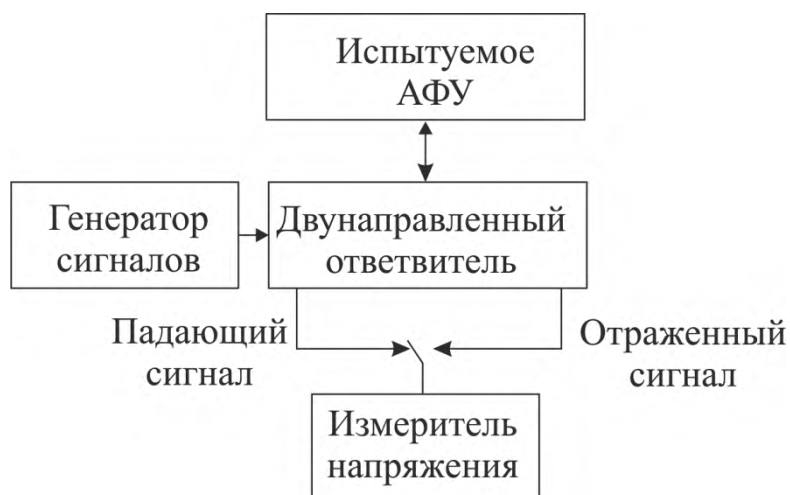 Испытуемое
АФУ
Генератор
сигналов
Двунаправленный
ответвитель
Падающий
сигнал
Отраженный
сигнал
Измеритель
напряжения